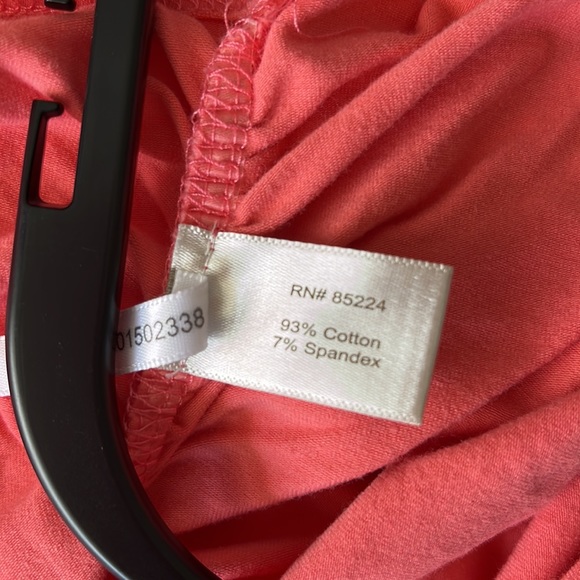 RN# 85224
93% Cotton
7% Spandex
01502338